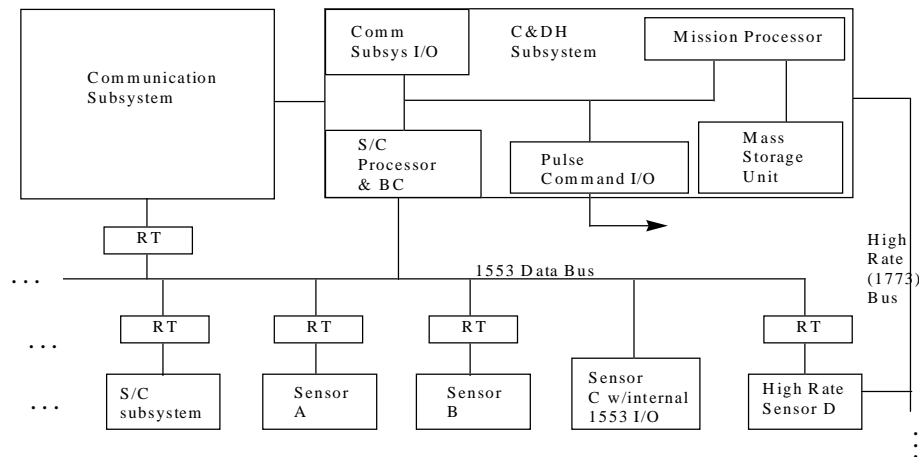 Communication
Subsystem
Comm
Subsys I/O
C&DH
Subsystem
Mission Processor
S/C
Processor
& BC
Pulse
Command I/O
Mass
Storage
Unit
RT
High
Rate
(1773)
Bus
1553 Data Bus
...
RT
RT
RT
RT
...
S/C
subsystem
Sensor
A
Sensor
B
Sensor
C w/internal
1553 I/O
High Rate
Sensor D
...
...